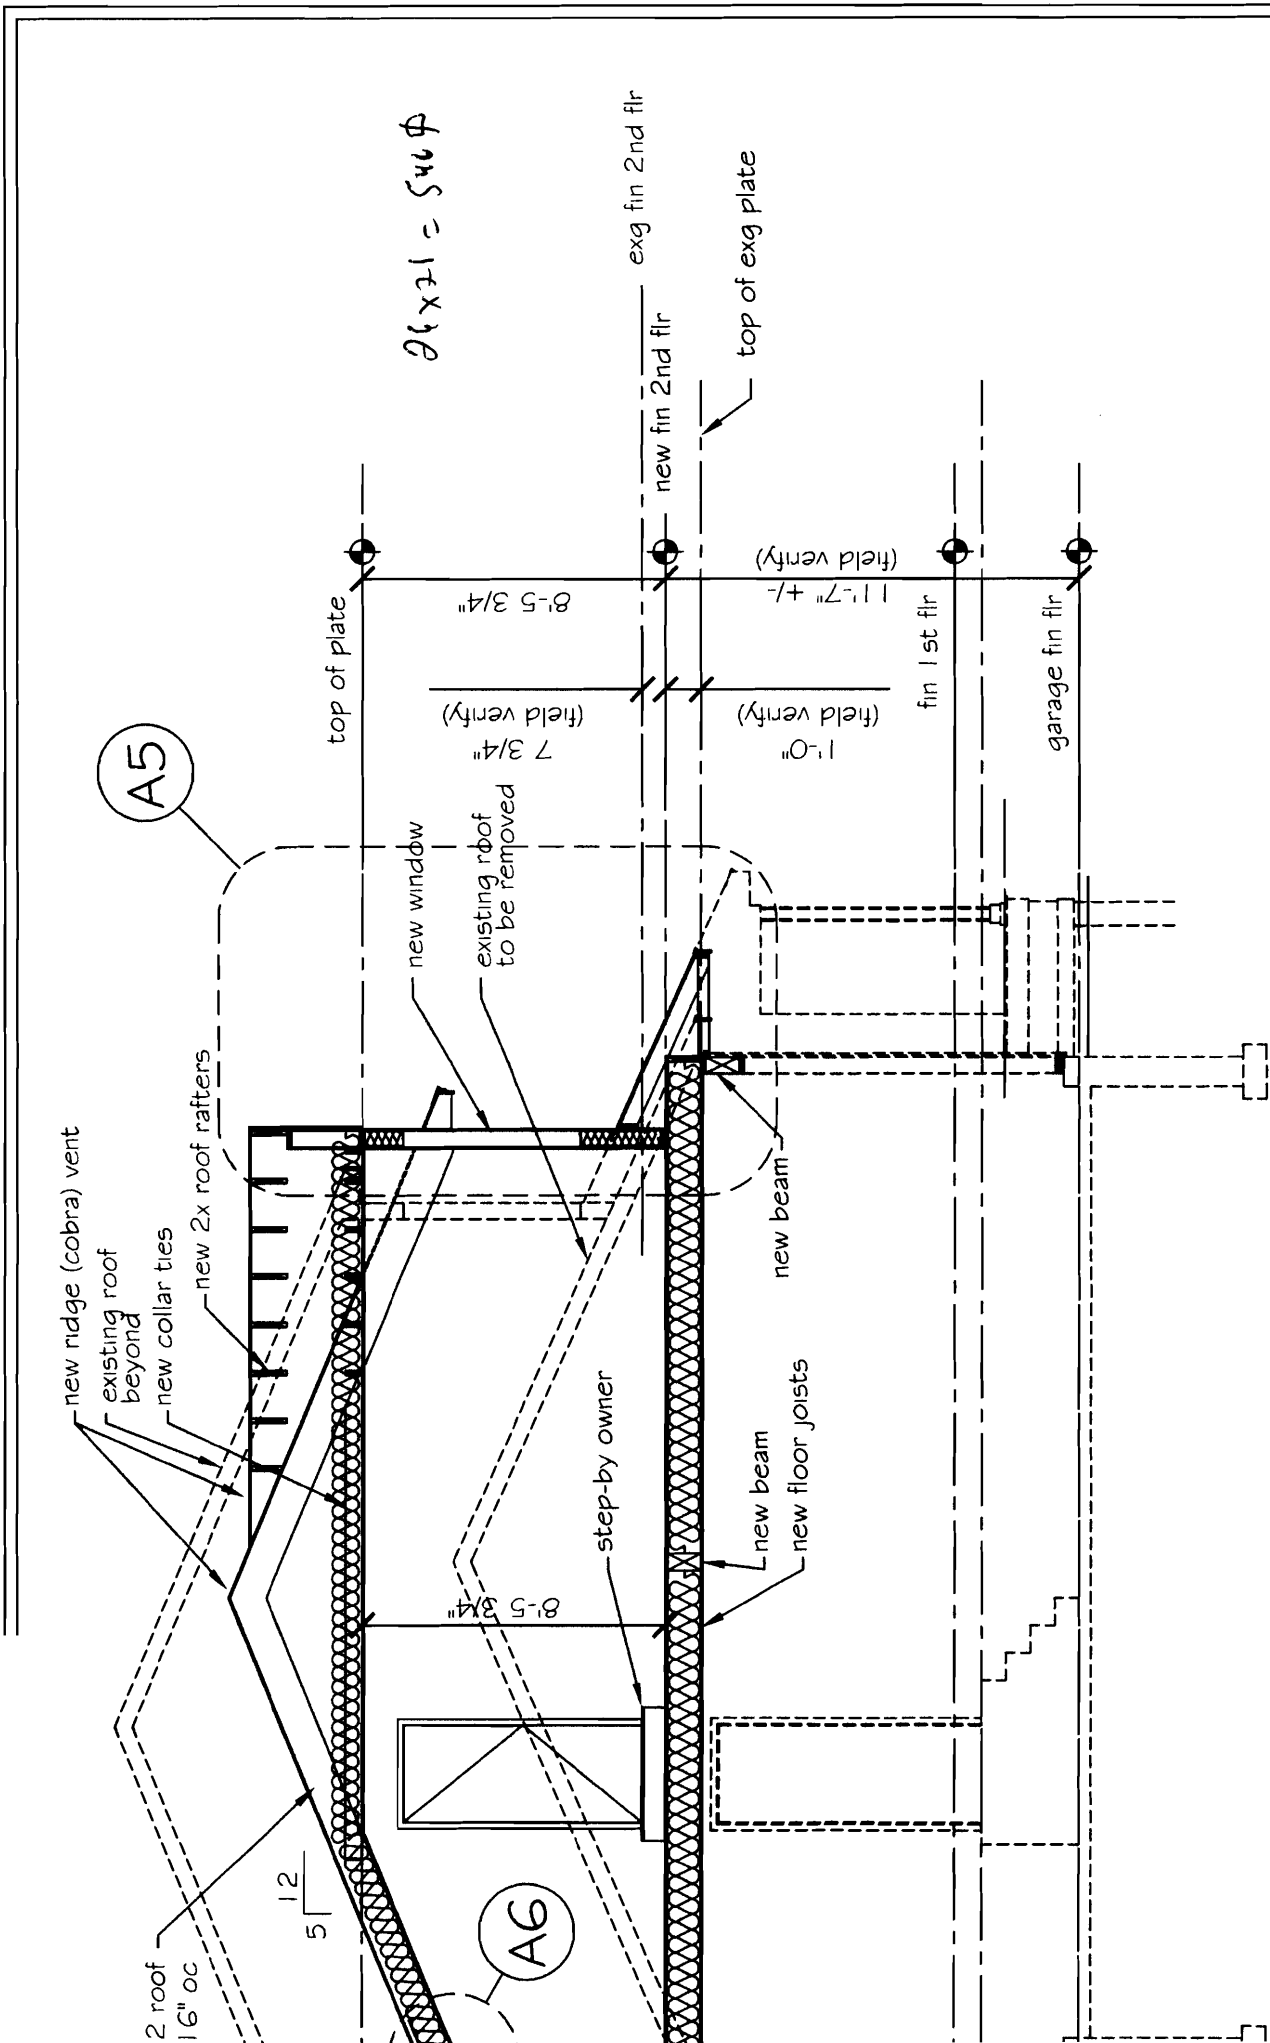 26x21 = 546 ф
exg fin 2nd flr
new fin 2nd flr
top of exg plate
top of plate
8'-5 3/4"
11'-7" +/-
(field verify)
fin 1st flr
garage fin flr
7 3/4"
(field verify)
1'-0"
(field verify)
A5
new window
existing roof
to be removed
new ridge (cobra) vent
existing roof
beyond
new collar ties
new 2x roof rafters
new beam
step-by owner
new beam
new floor joists
8'-5 3/4"
12
5
2 roof
16" oc
A6